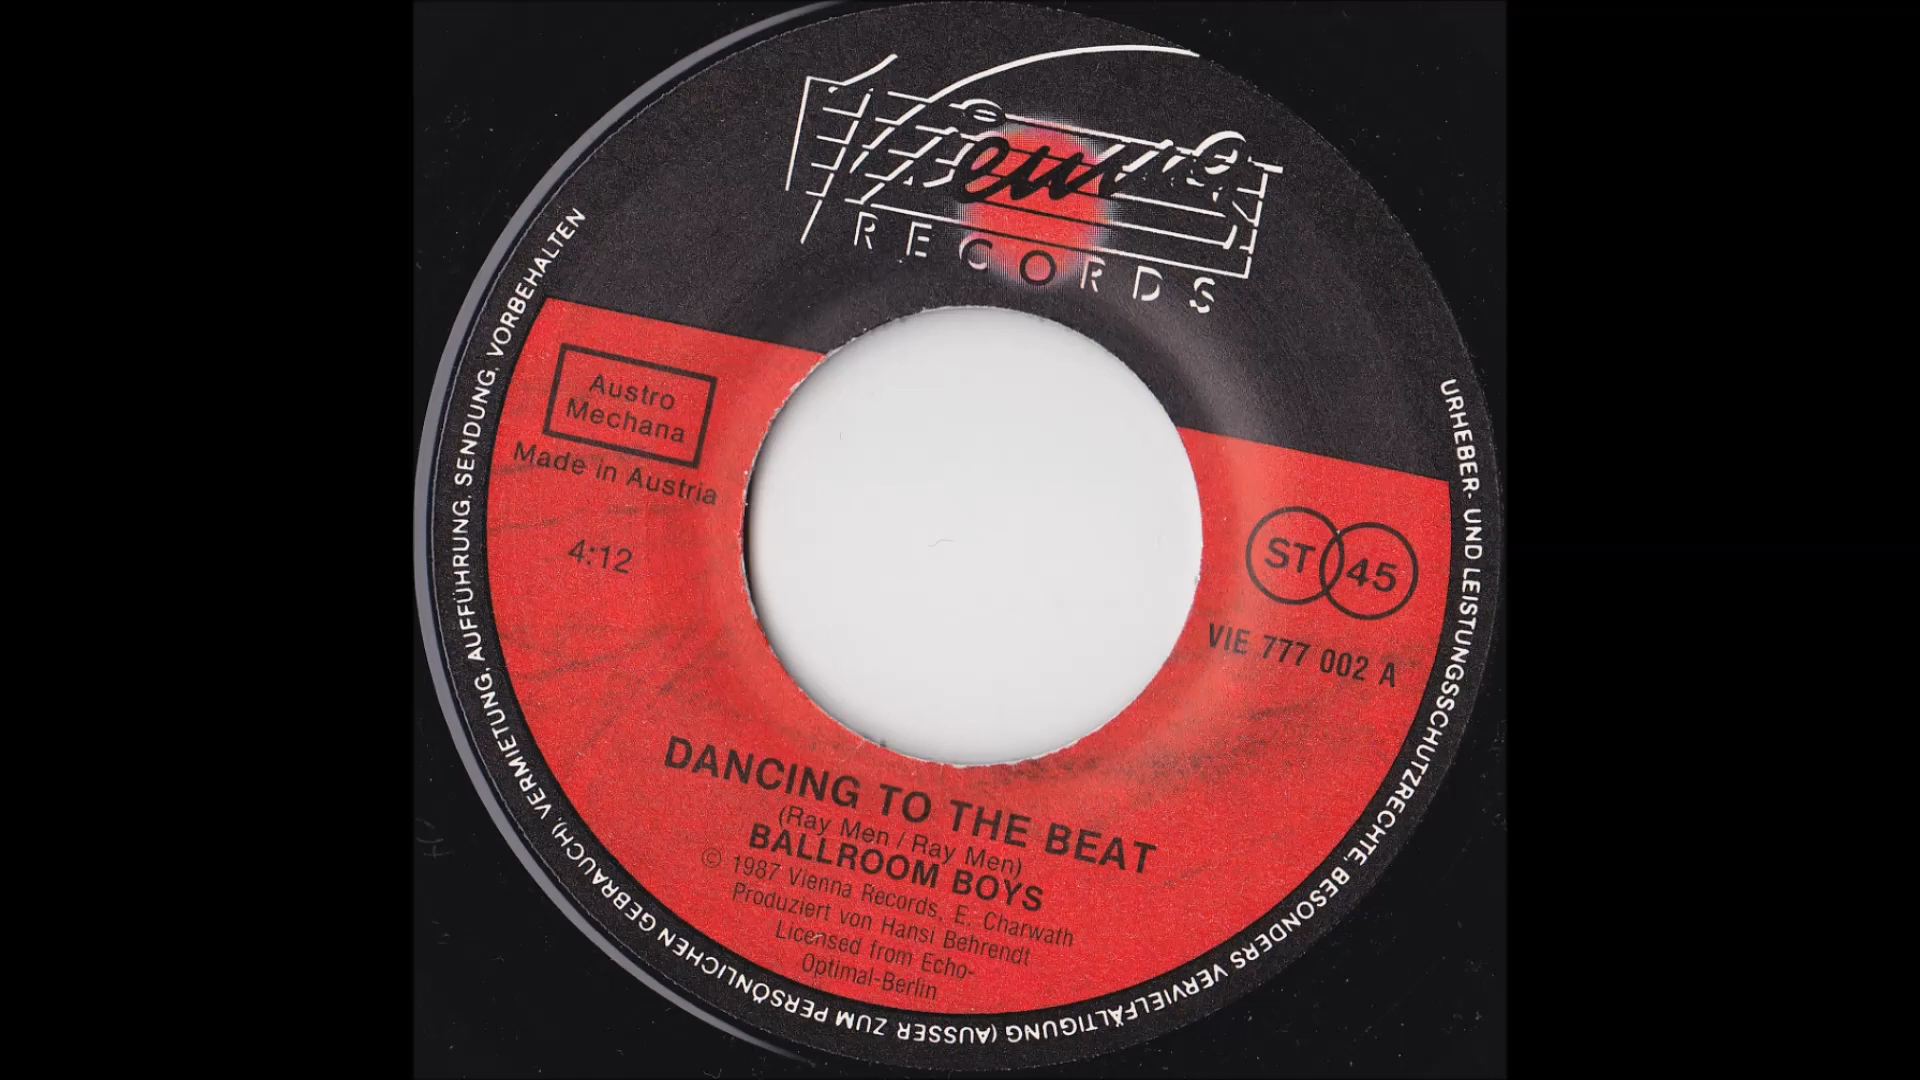 Vienna
RECORDS
Austro
Mechana
Made in Austria
4:12
ST 45
VIE 777 002 A
DANCING TO THE BEAT
(Ray Men / Ray Men)
BALLROOM BOYS
© 1987 Vienna Records, E. Charwath
Produziert von Hansi Behrendt
Licensed from Echo-
Optimal-Berlin
URHEBER- UND LEISTUNGSSCHUTZRECHTE, BESONDERS VERVIELFÄLTIGUNG (AUSSER ZUM PERSÖNLICHEN GEBRAUCH), VERMIETUNG, AUFFÜHRUNG, SENDUNG, VORBEHALTEN